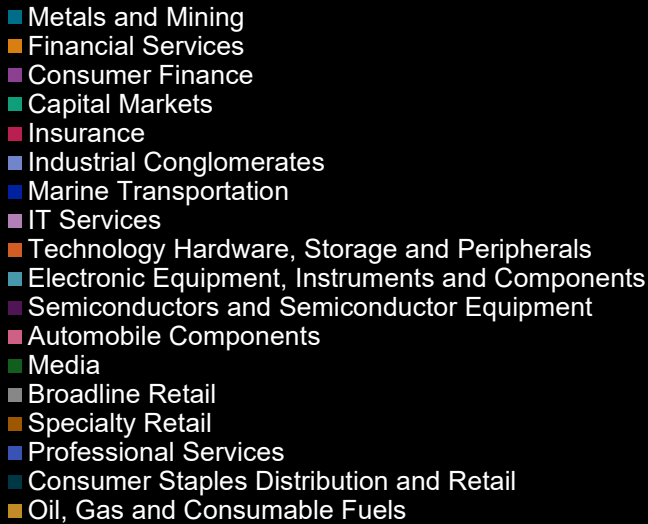 Metals and Mining
Financial Services
Consumer Finance
Capital Markets
Insurance
Industrial Conglomerates
Marine Transportation
IT Services
Technology Hardware, Storage and Peripherals
Electronic Equipment, Instruments and Components
Semiconductors and Semiconductor Equipment
Automobile Components
Media
Broadline Retail
Specialty Retail
Professional Services
Consumer Staples Distribution and Retail
Oil, Gas and Consumable Fuels